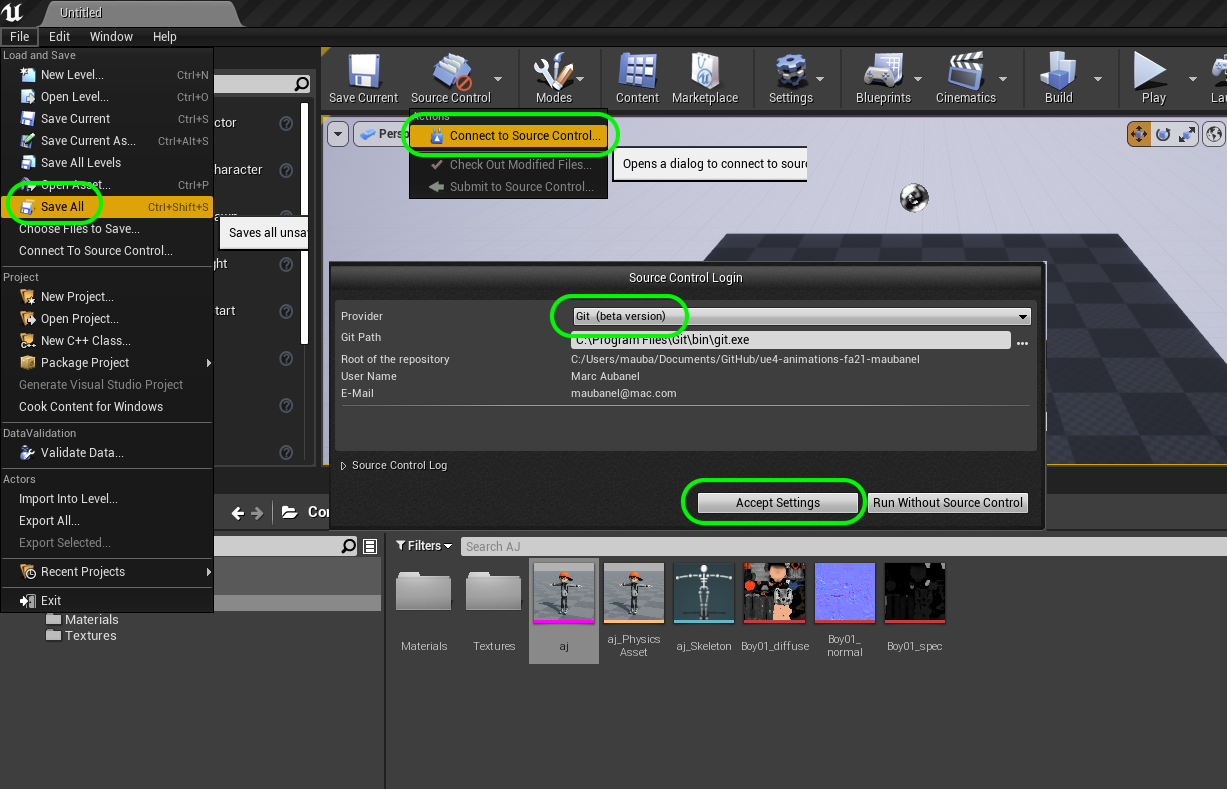 Untitled
File Edit Window Help
Load and Save
New Level... Ctrl+N
Open Level... Ctrl+O
Save Current Ctrl+S
Save Current As... Ctrl+Alt+S
Save All Levels
Open Asset... Ctrl+P
Save All Ctrl+Shift+S
Choose Files to Save...
Connect To Source Control...
Project
New Project...
Open Project...
New C++ Class...
Package Project
Generate Visual Studio Project
Cook Content for Windows
DataValidation
Validate Data...
Actors
Import Into Level...
Export All...
Export Selected...
Recent Projects
Exit
Materials
Textures
Saves all unsa
Save Current
Source Control
Modes
Content
Marketplace
Settings
Blueprints
Cinematics
Build
Play
Persp
Actions
Connect to Source Control...
Check Out Modified Files...
Submit to Source Control...
Opens a dialog to connect to sour
Source Control Login
Provider Git (beta version)
Git Path C:\Program Files\Git\bin\git.exe
Root of the repository C:/Users/mauba/Documents/GitHub/ue4-animations-fa21-maubanel
User Name Marc Aubanel
E-Mail maubanel@mac.com
Source Control Log
Accept Settings
Run Without Source Control
Filters
Search AJ
Materials
Textures
aj
aj_Physics
Asset
aj_Skeleton
Boy01_diffuse
Boy01_
normal
Boy01_spec